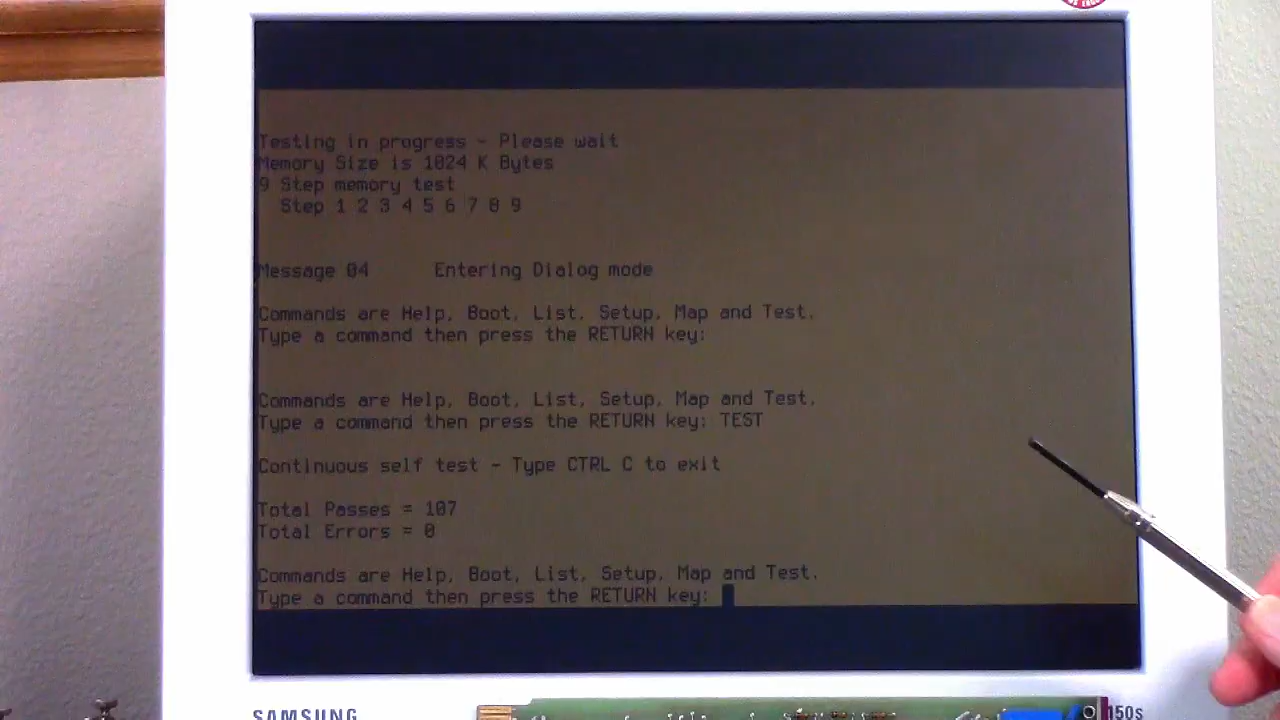 Testing in progress - Please wait
Memory Size is 1024 K Bytes
9 Step memory test
Step 1 2 3 4 5 6 7 8 9
Message 04 Entering Dialog mode
Commands are Help, Boot, List, Setup, Map and Test.
Type a command then press the RETURN key:
Commands are Help, Boot, List, Setup, Map and Test.
Type a command then press the RETURN key: TEST
Continuous self test - Type CTRL C to exit
Total Passes = 107
Total Errors = 0
Commands are Help, Boot, List, Setup, Map and Test.
Type a command then press the RETURN key:
SAMSUNG 150s